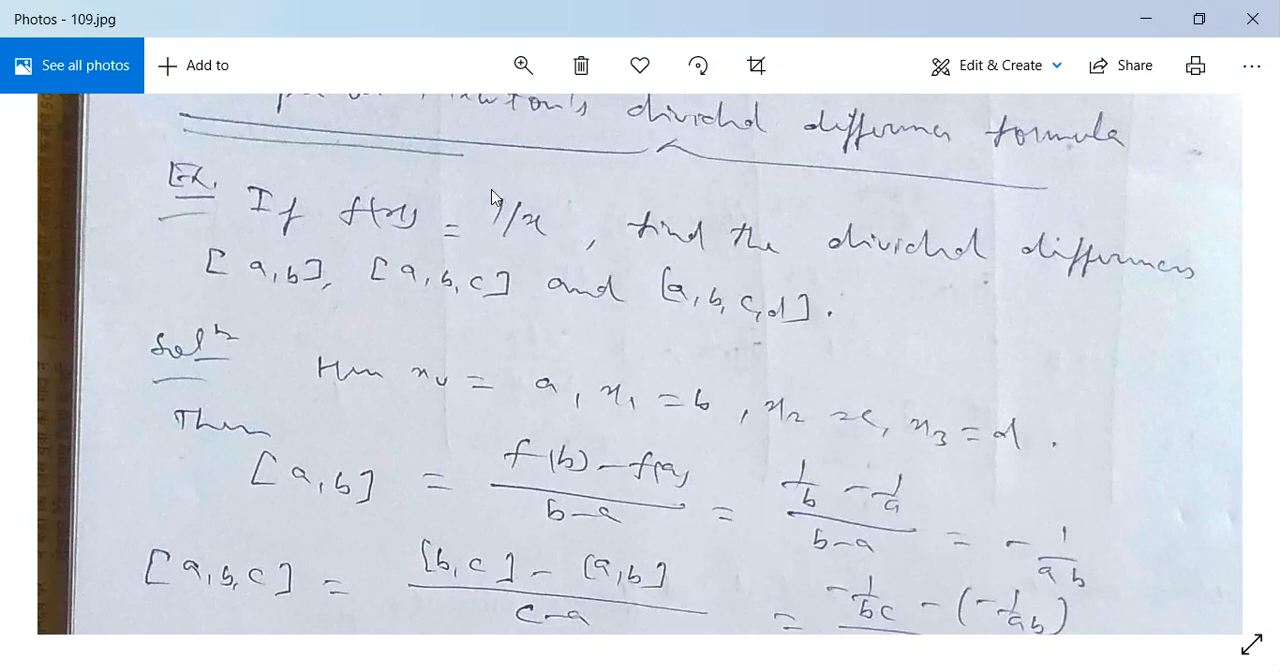 Photos - 109.jpg
See all photos
Add to
Edit & Create
Share
Newton's divided difference formula
Ex. If f(x) = 1/x, find the divided differences
[a,b], [a,b,c] and [a,b,c,d].
Solⁿ Here x₀ = a, x₁ = b, x₂ = c, x₃ = d.
Then
[a,b] = (f(b) - f(a))/(b-a) = (1/b - 1/a)/(b-a) = -1/ab
[a,b,c] = ([b,c] - [a,b])/(c-a) = -1/bc - (-1/ab)